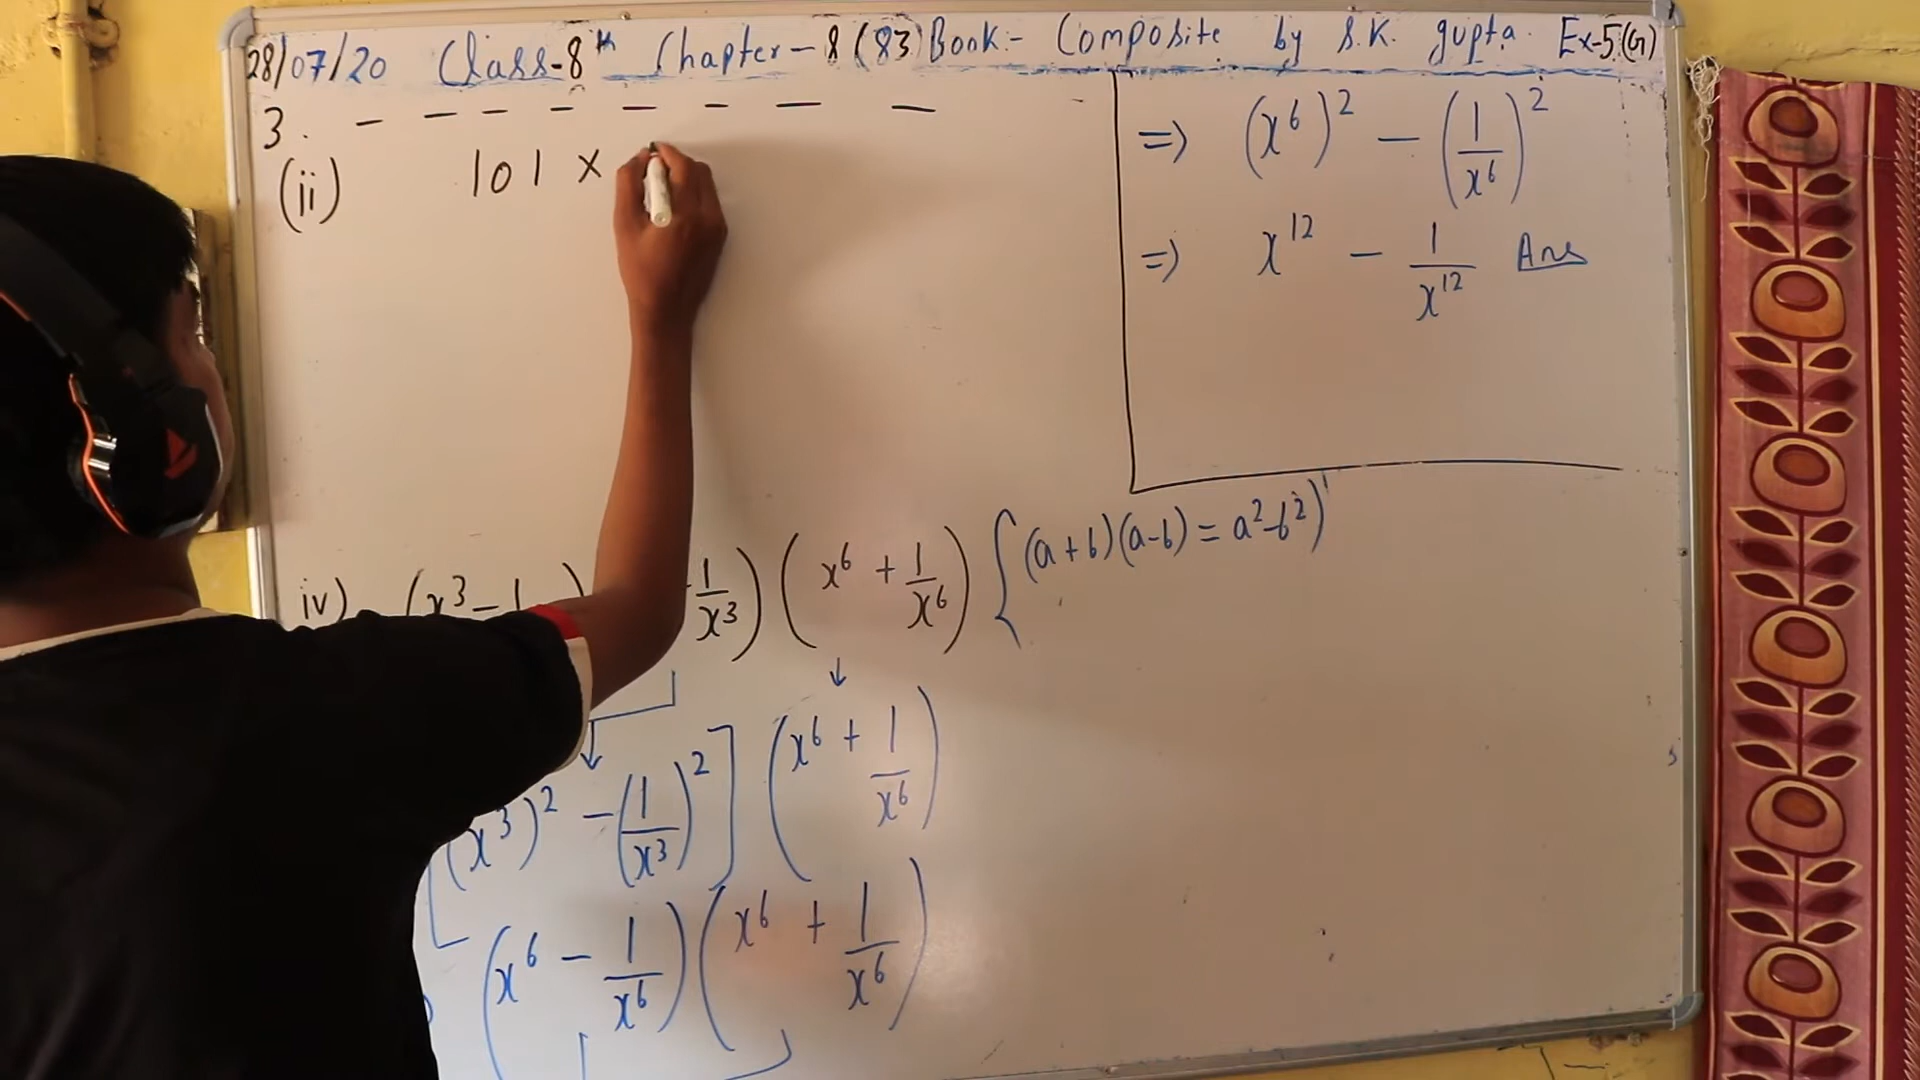 28/07/20 Class-8th Chapter-8 (83) Book:- Composite by S.K. gupta. Ex-5(G)
3. - - - - - - - -
(ii) 101 ×
iv) (x³ - 1 ) 1/x³) (x⁶ + 1/x⁶) {(a+b)(a-b) = a²-b²)
x³)² - (1/x³)²] (x⁶ + 1/x⁶)
(x⁶ - 1/x⁶)(x⁶ + 1/x⁶)
=> (x⁶)² - (1/x⁶)²
=> x¹² - 1/x¹² Ans